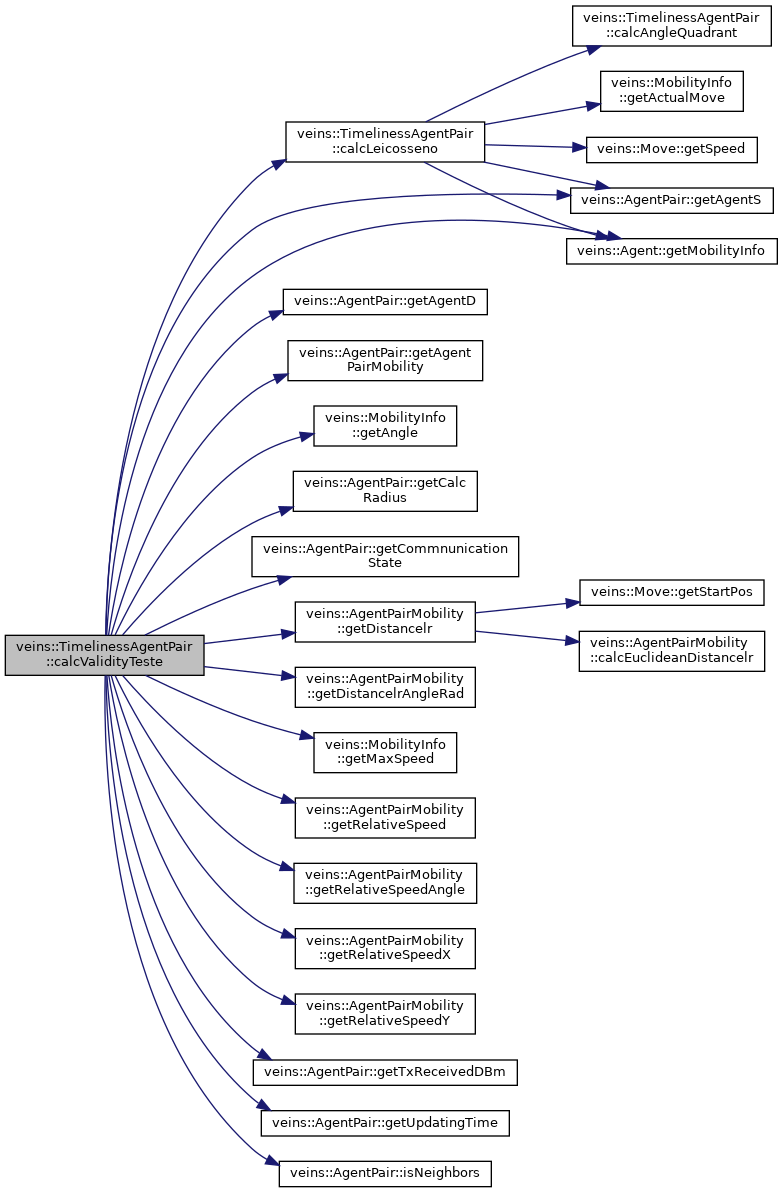 veins::TimelinessAgentPair
::calcAngleQuadrant
veins::MobilityInfo
::getActualMove
veins::TimelinessAgentPair
::calcLeicosseno
veins::Move::getSpeed
veins::AgentPair::getAgentS
veins::Agent::getMobilityInfo
veins::AgentPair::getAgentD
veins::AgentPair::getAgent
PairMobility
veins::MobilityInfo
::getAngle
veins::AgentPair::getCalc
Radius
veins::AgentPair::getCommnunication
State
veins::AgentPairMobility
::getDistancelr
veins::Move::getStartPos
veins::AgentPairMobility
::calcEuclideanDistancelr
veins::TimelinessAgentPair
::calcValidityTeste
veins::AgentPairMobility
::getDistancelrAngleRad
veins::MobilityInfo
::getMaxSpeed
veins::AgentPairMobility
::getRelativeSpeed
veins::AgentPairMobility
::getRelativeSpeedAngle
veins::AgentPairMobility
::getRelativeSpeedX
veins::AgentPairMobility
::getRelativeSpeedY
veins::AgentPair::getTxReceivedDBm
veins::AgentPair::getUpdatingTime
veins::AgentPair::isNeighbors